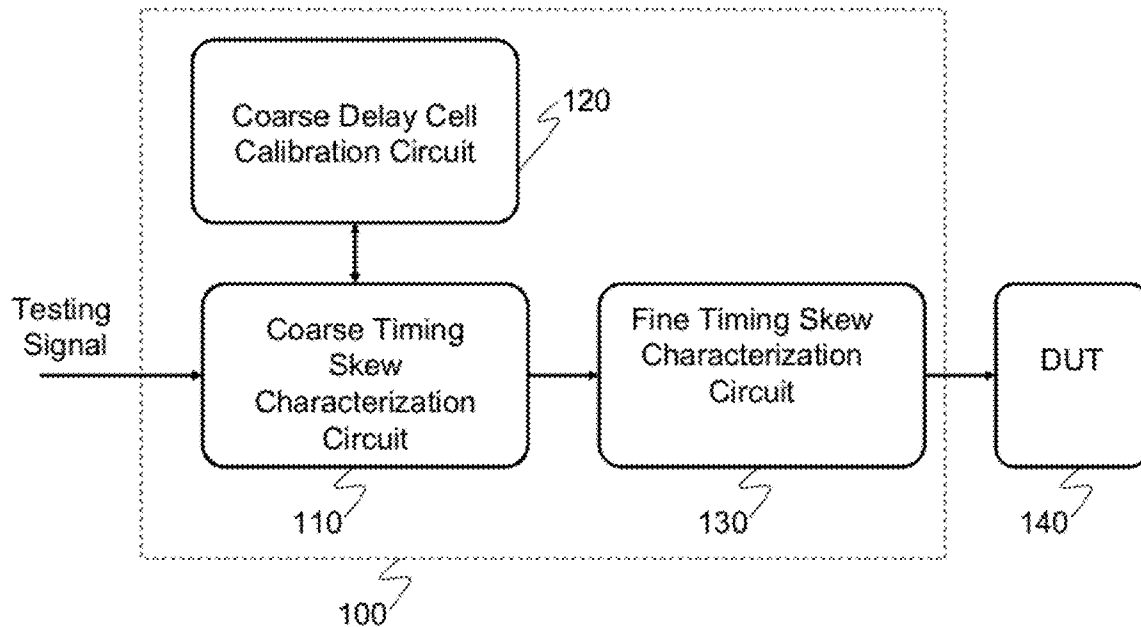 Coarse Delay Cell
Calibration Circuit
120
Testing
Signal
Coarse Timing
Skew
Characterization
Circuit
Fine Timing Skew
Characterization
Circuit
DUT
110
130
140
100